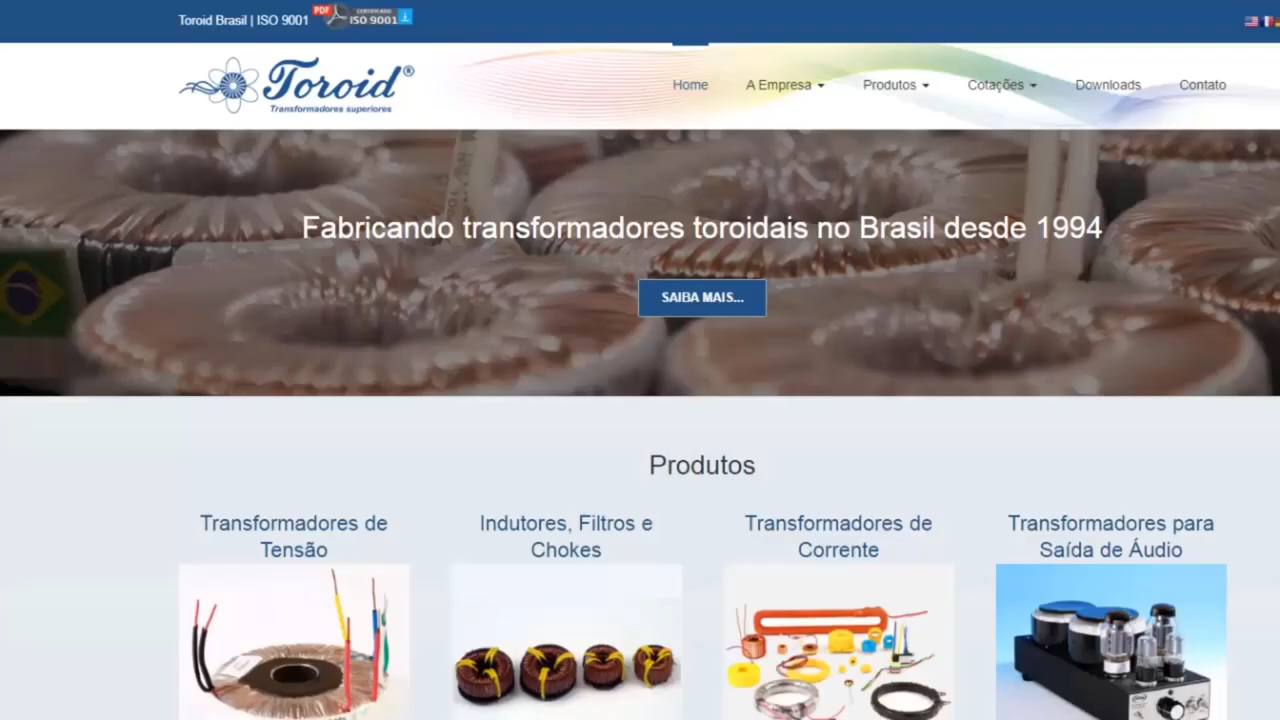 Toroid Brasil | ISO 9001
PDF
CERTIFICADO
ISO 9001
Toroid®
Transformadores superiores
Home
A Empresa
Produtos
Cotações
Downloads
Contato
Fabricando transformadores toroidais no Brasil desde 1994
SAIBA MAIS...
Produtos
Transformadores de
Tensão
Indutores, Filtros e
Chokes
Transformadores de
Corrente
Transformadores para
Saída de Áudio